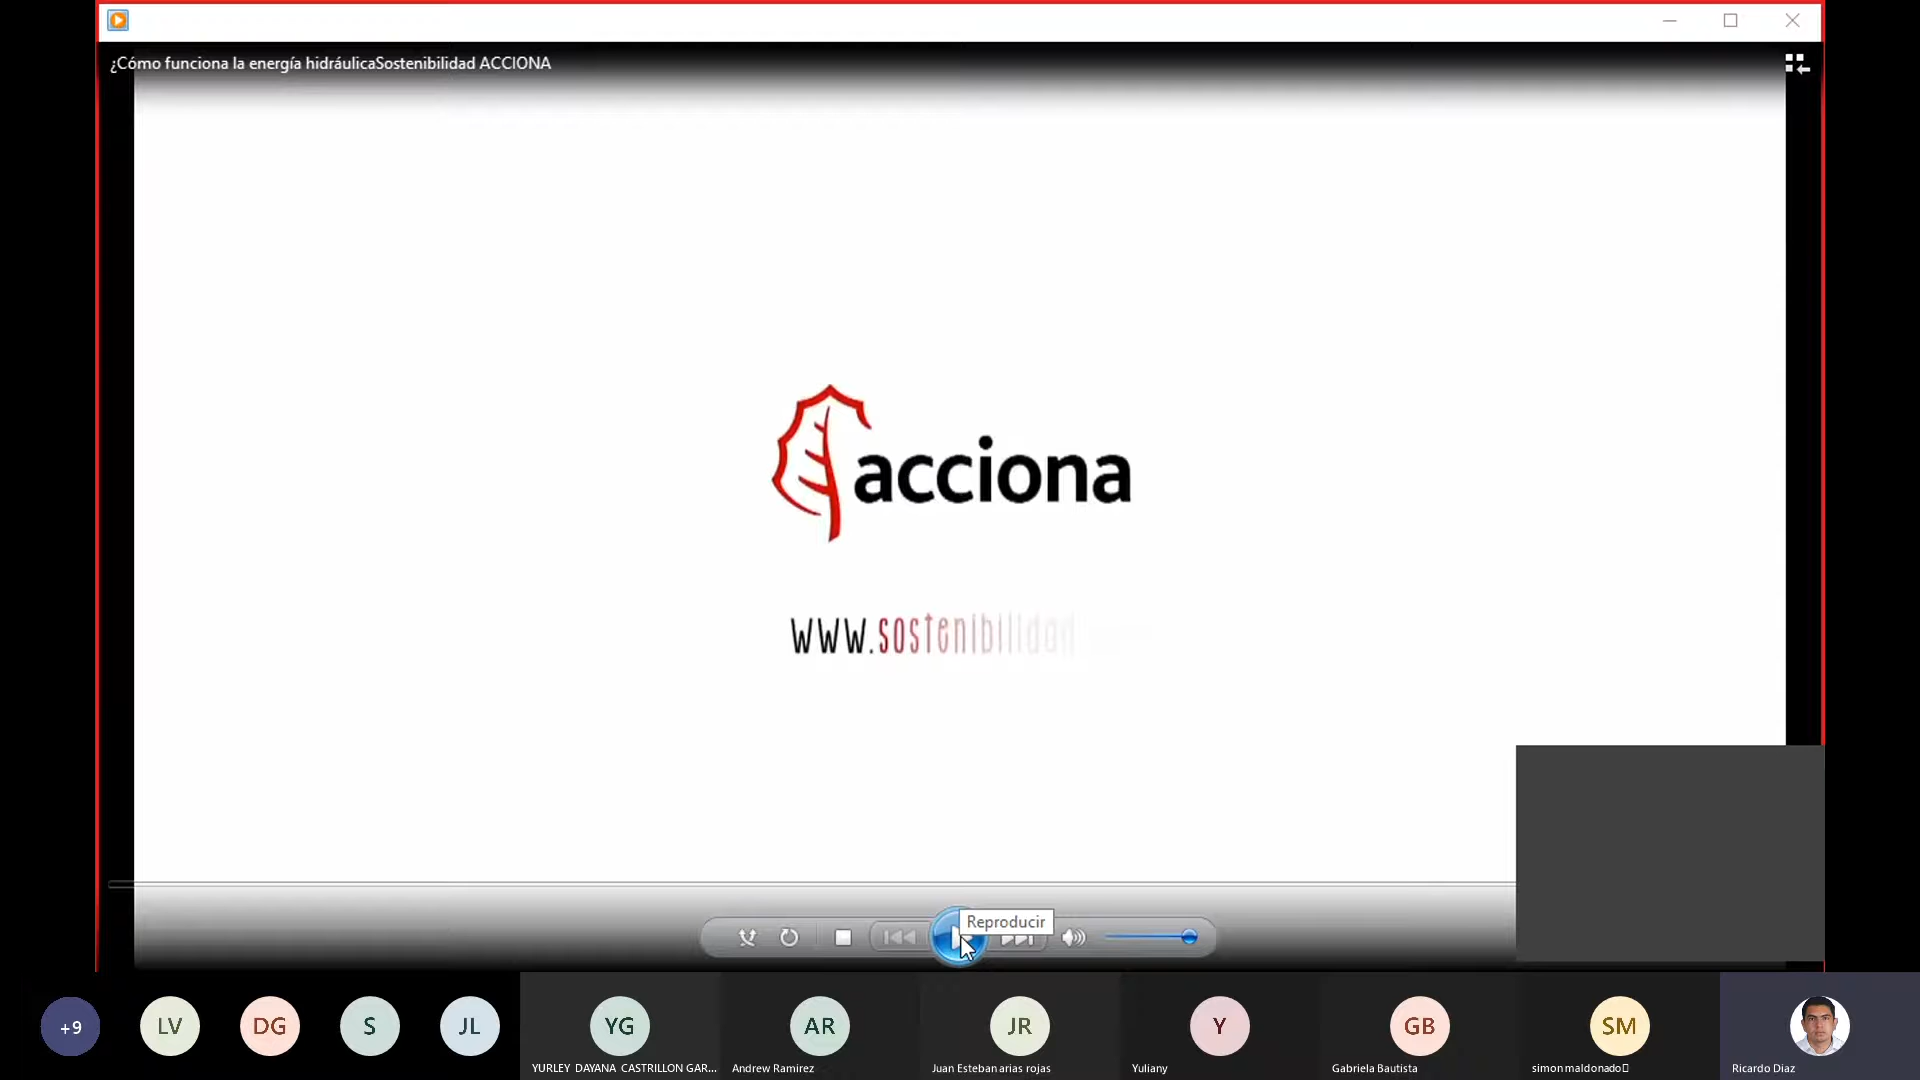 ¿Cómo funciona la energía hidráulicaSostenibilidad ACCIONA
acciona
www.sostenibilidad
Reproducir
+9
LV
DG
S
JL
YG
AR
JR
Y
GB
SM
YURLEY DAYANA CASTRILLON GAR...
Andrew Ramirez
Juan Esteban arias rojas
Yuliany
Gabriela Bautista
simon maldonado
Ricardo Diaz